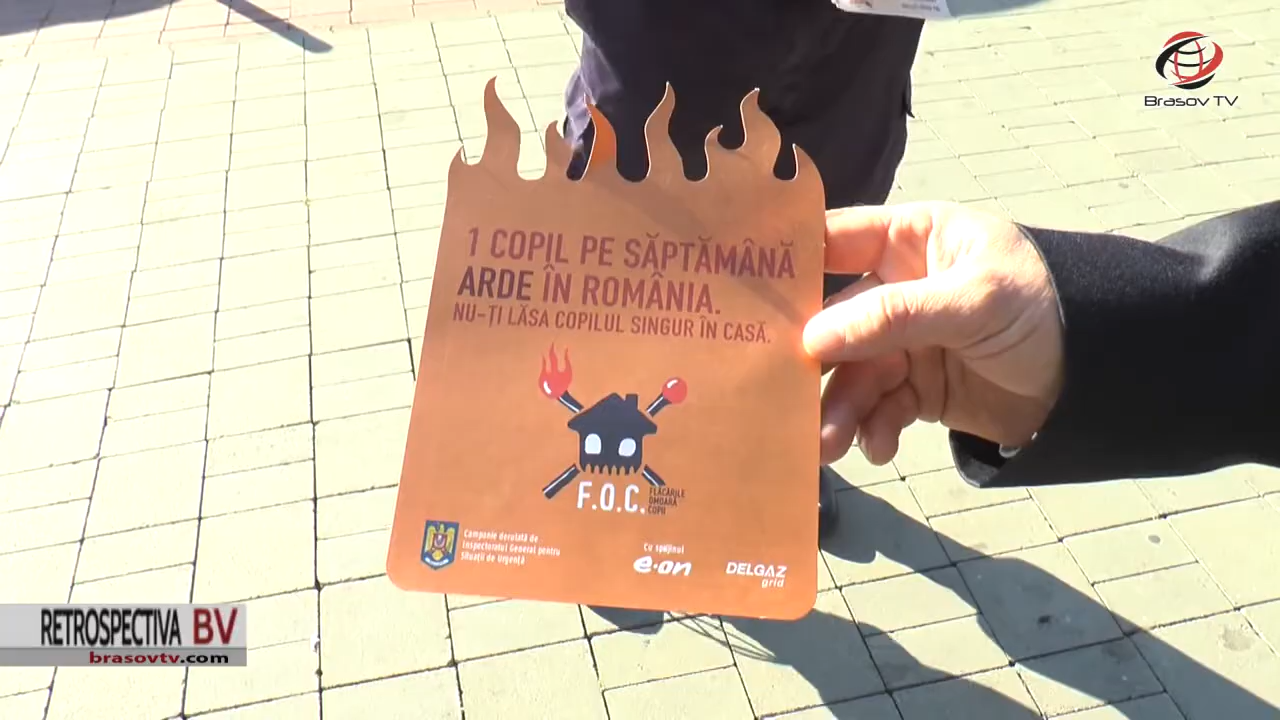 Brasov TV
1 COPIL PE SĂPTĂMÂNĂ
ARDE ÎN ROMÂNIA.
NU-ȚI LĂSA COPILUL SINGUR ÎN CASĂ.
F.O.C.
FLĂCĂRILE
OMOARĂ
COPII
Campanie derulată de
Inspectoratul General pentru
Situații de Urgență
Cu sprijinul
e·on
DELGAZ
grid
RETROSPECTIVA BV
brasovtv.com